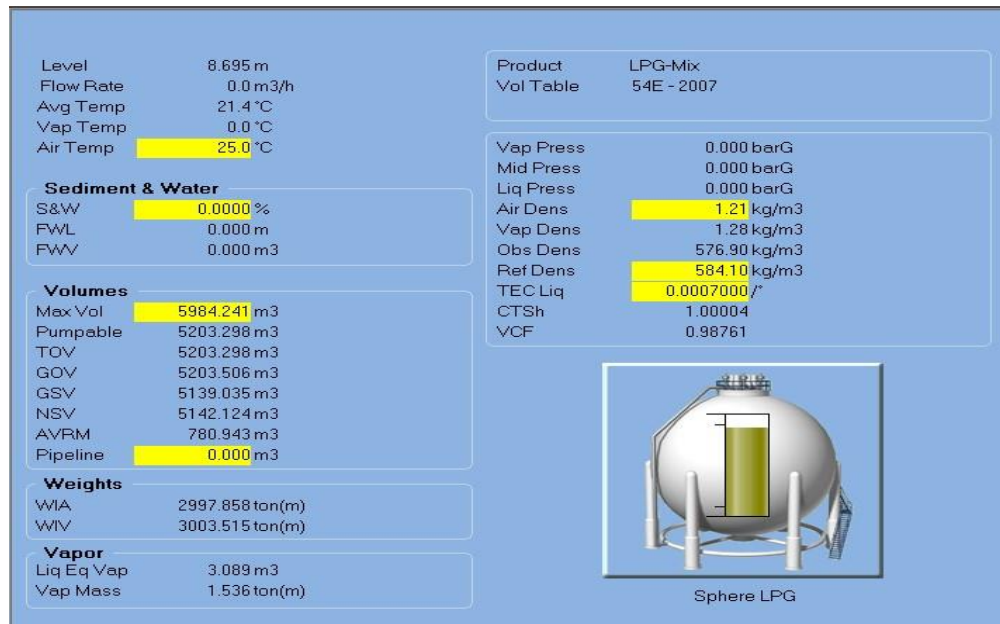 Level 8.695 m
Flow Rate 0.0 m3/h
Avg Temp 21.4 °C
Vap Temp 0.0 °C
Air Temp 25.0 °C
Sediment & Water
S&W 0.0000 %
FWL 0.000 m
FWV 0.000 m3
Volumes
Max Vol 5984.241 m3
Pumpable 5203.298 m3
TOV 5203.298 m3
GOV 5203.506 m3
GSV 5139.035 m3
NSV 5142.124 m3
AVRM 780.943 m3
Pipeline 0.000 m3
Weights
WIA 2997.858 ton(m)
WIV 3003.515 ton(m)
Vapor
Liq Eq Vap 3.089 m3
Vap Mass 1.536 ton(m)
Product LPG-Mix
Vol Table 54E - 2007
Vap Press 0.000 barG
Mid Press 0.000 barG
Liq Press 0.000 barG
Air Dens 1.21 kg/m3
Vap Dens 1.28 kg/m3
Obs Dens 576.90 kg/m3
Ref Dens 584.10 kg/m3
TEC Liq 0.0007000 /°
CTSh 1.00004
VCF 0.98761
Sphere LPG